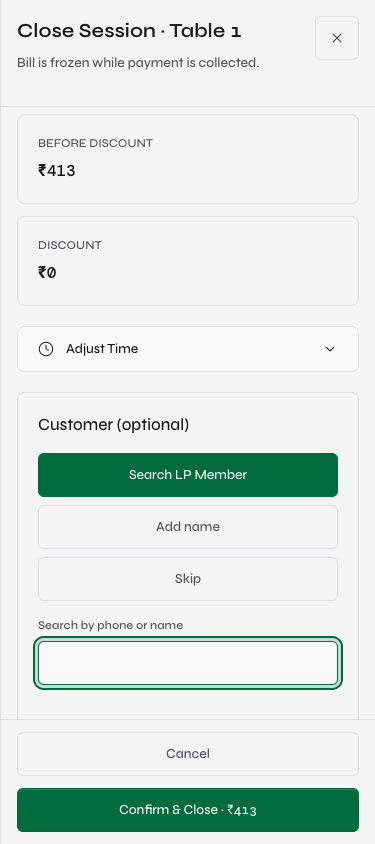 Close Session · Table 1
Bill is frozen while payment is collected.
BEFORE DISCOUNT
₹413
DISCOUNT
₹0
Adjust Time
Customer (optional)
Search LP Member
Add name
Skip
Search by phone or name
Cancel
Confirm & Close · ₹413